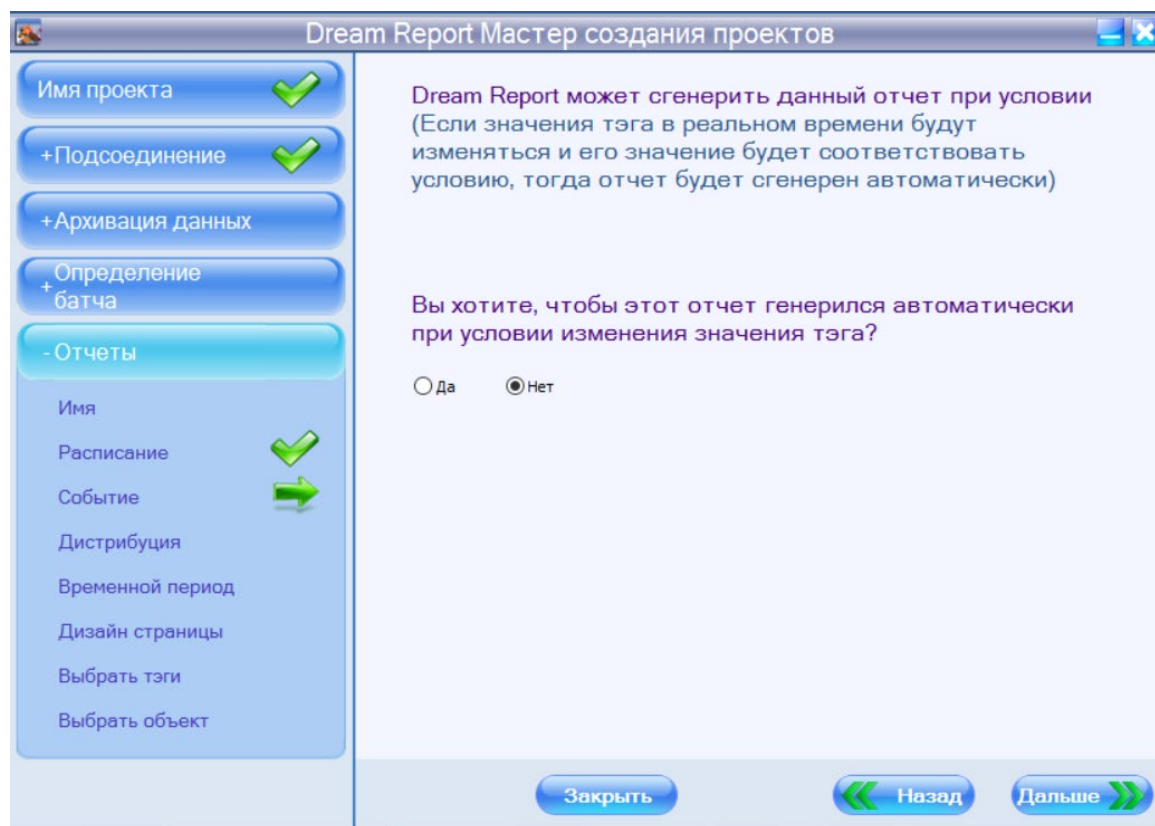 Dream Report Мастер создания проектов
Имя проекта
+Подсоединение
+Архивация данных
+Определение
батча
-Отчеты
Имя
Расписание
Событие
Дистрибуция
Временной период
Дизайн страницы
Выбрать тэги
Выбрать объект
Dream Report может сгенерить данный отчет при условии
(Если значения тэга в реальном времени будут
изменяться и его значение будет соответствовать
условию, тогда отчет будет сгенерен автоматически)
Вы хотите, чтобы этот отчет генерился автоматически
при условии изменения значения тэга?
Да Нет
Закрыть Назад Дальше